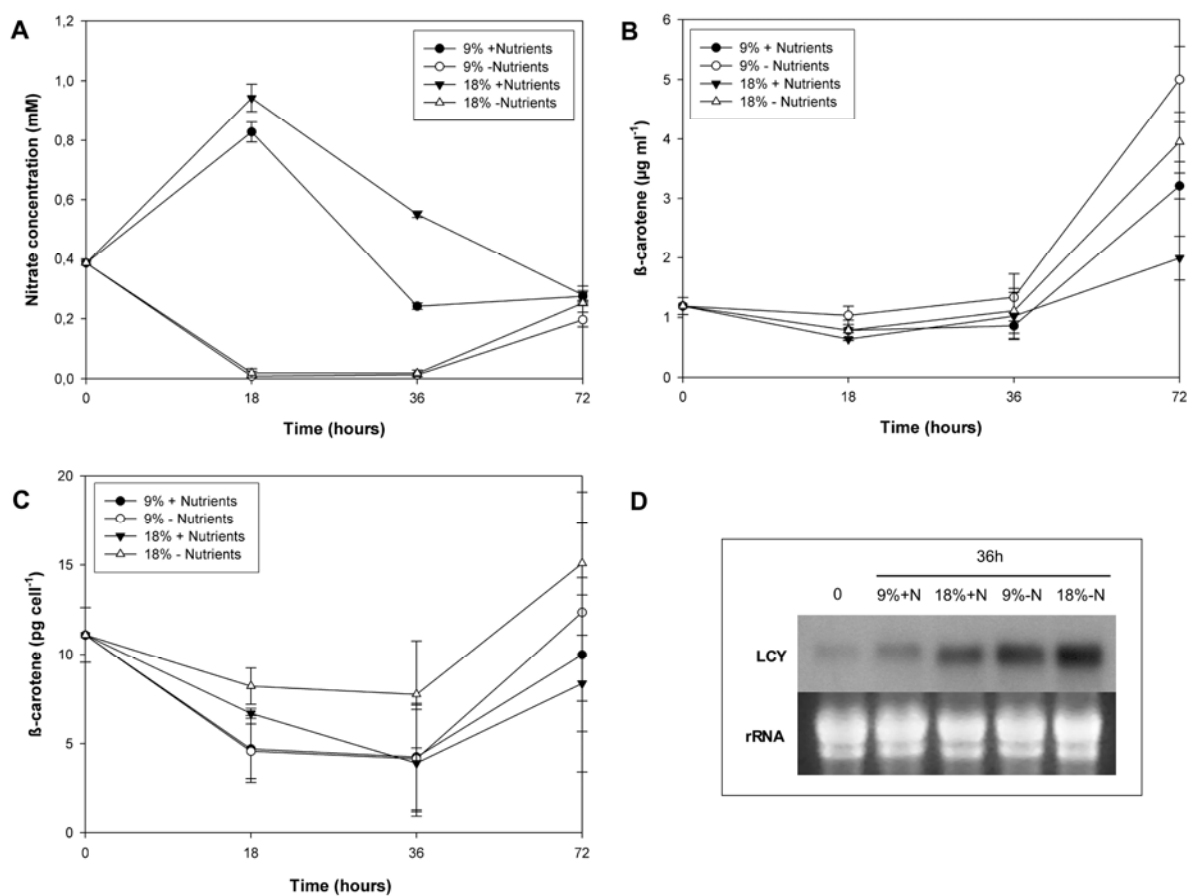 A
Nitrate concentration (mM)
1,2
1,0
0,8
0,6
0,4
0,2
0,0
0 18 36 72
Time (hours)
9% +Nutrients
9% -Nutrients
18% +Nutrients
18% -Nutrients
B
ß-carotene (µg ml⁻¹)
6
5
4
3
2
1
0
0 18 36 72
Time (hours)
9% + Nutrients
9% - Nutrients
18% + Nutrients
18% - Nutrients
C
ß-carotene (pg cell⁻¹)
20
15
10
5
0
0 18 36 72
Time (hours)
9% + Nutrients
9% - Nutrients
18% + Nutrients
18% - Nutrients
D
36h
0 9%+N 18%+N 9%-N 18%-N
LCY
rRNA